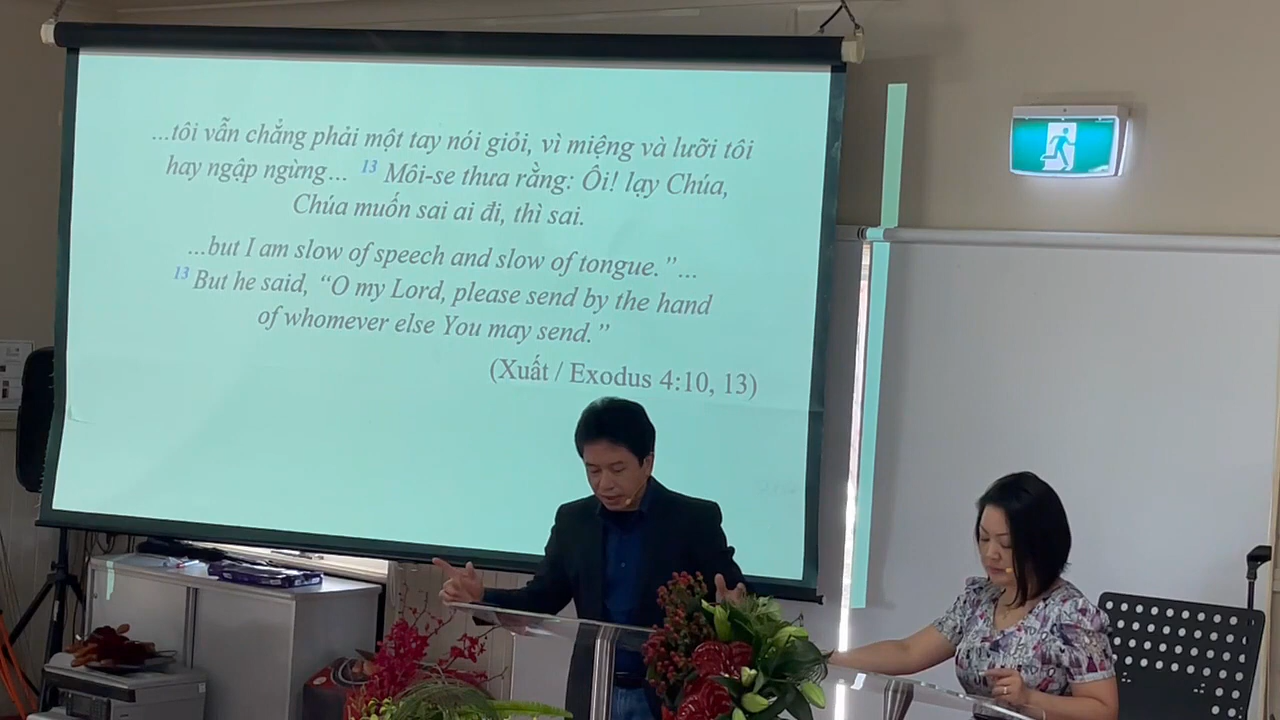 ...tôi vẫn chẳng phải một tay nói giỏi, vì miệng và lưỡi tôi
hay ngập ngừng... 13 Môi-se thưa rằng: Ôi! lạy Chúa,
Chúa muốn sai ai đi, thì sai.
...but I am slow of speech and slow of tongue.”...
13 But he said, “O my Lord, please send by the hand
of whomever else You may send.”
(Xuất / Exodus 4:10, 13)